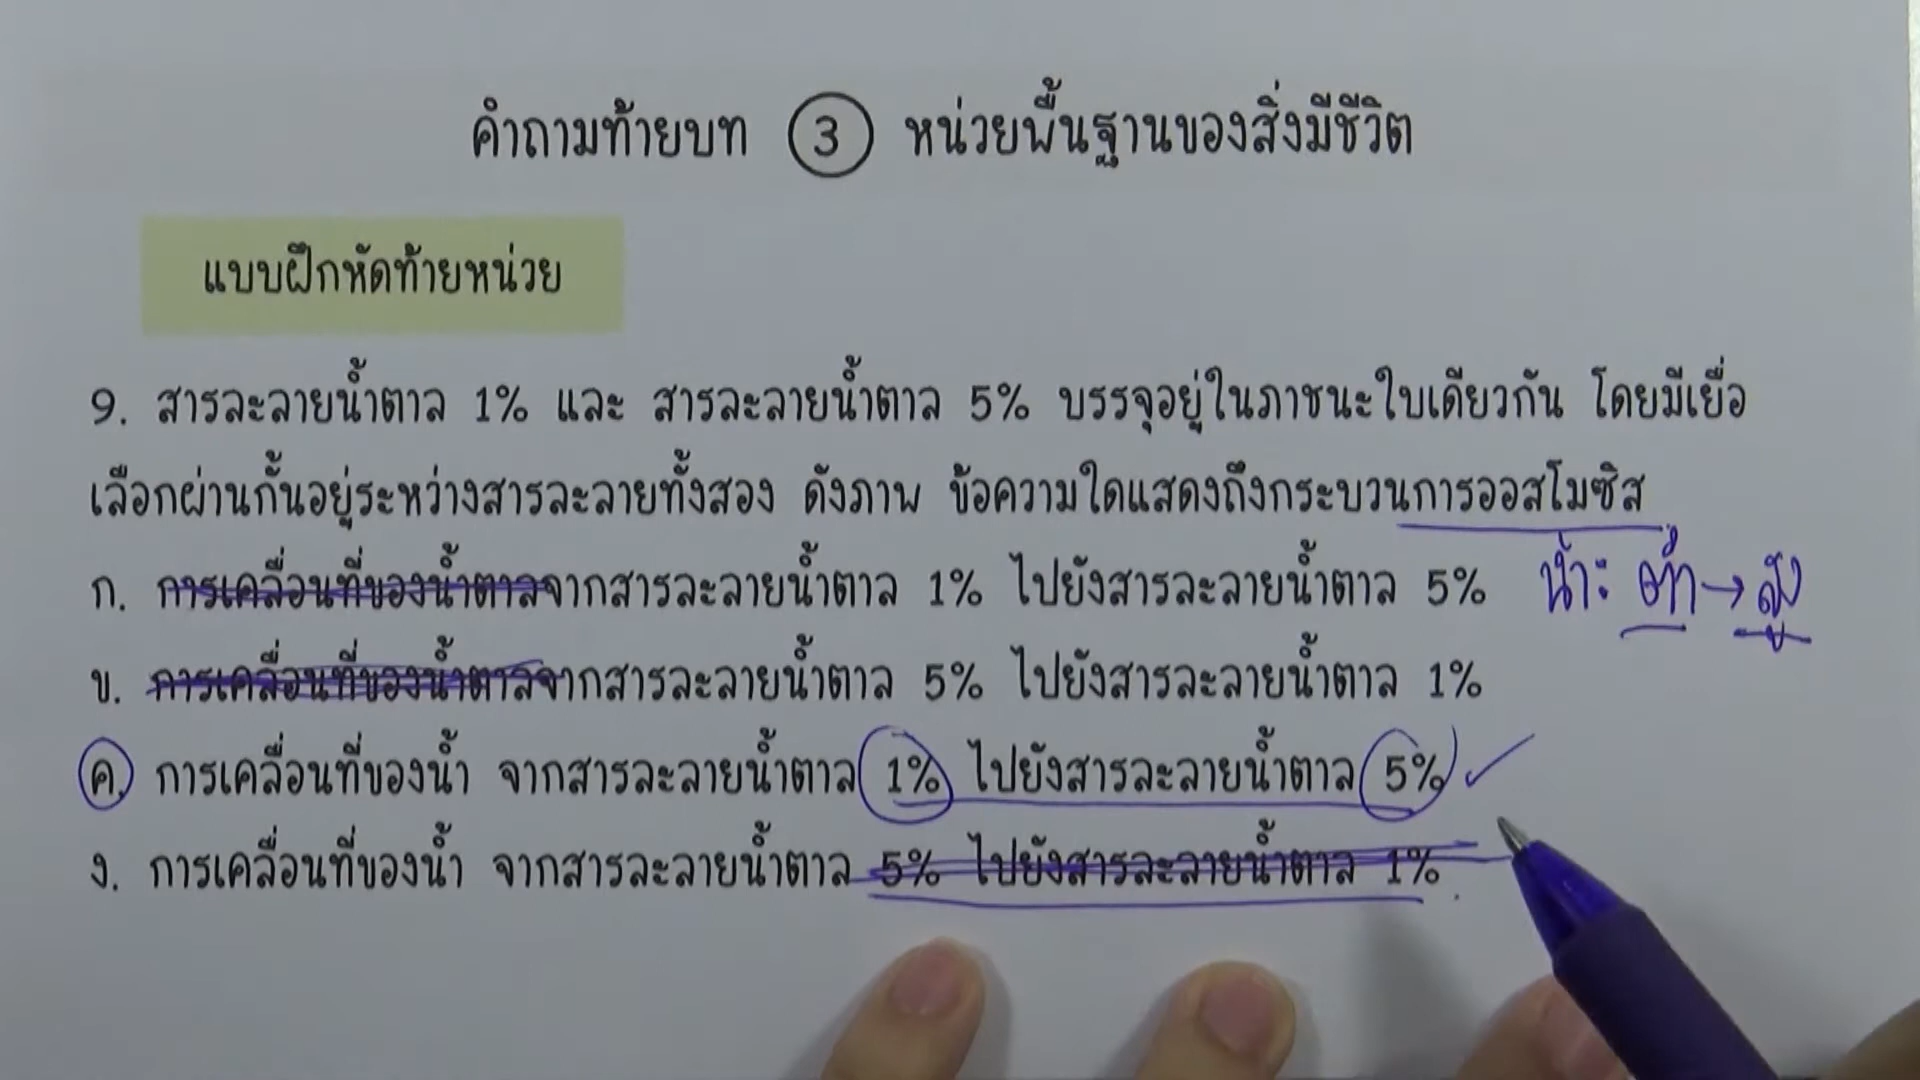 คำถามท้ายบท 3 หน่วยพื้นฐานของสิ่งมีชีวิต
แบบฝึกหัดท้ายหน่วย
9. สารละลายน้ำตาล 1% และ สารละลายน้ำตาล 5% บรรจุอยู่ในภาชนะใบเดียวกัน โดยมีเยื่อ
เลือกผ่านกั้นอยู่ระหว่างสารละลายทั้งสอง ดังภาพ ข้อความใดแสดงถึงกระบวนการออสโมซิส
ก. การเคลื่อนที่ของน้ำตาลจากสารละลายน้ำตาล 1% ไปยังสารละลายน้ำตาล 5% น้ำ: ต่ำ → สูง
ข. การเคลื่อนที่ของน้ำตาลจากสารละลายน้ำตาล 5% ไปยังสารละลายน้ำตาล 1%
ค. การเคลื่อนที่ของน้ำ จากสารละลายน้ำตาล 1% ไปยังสารละลายน้ำตาล 5% ✓
ง. การเคลื่อนที่ของน้ำ จากสารละลายน้ำตาล 5% ไปยังสารละลายน้ำตาล 1%